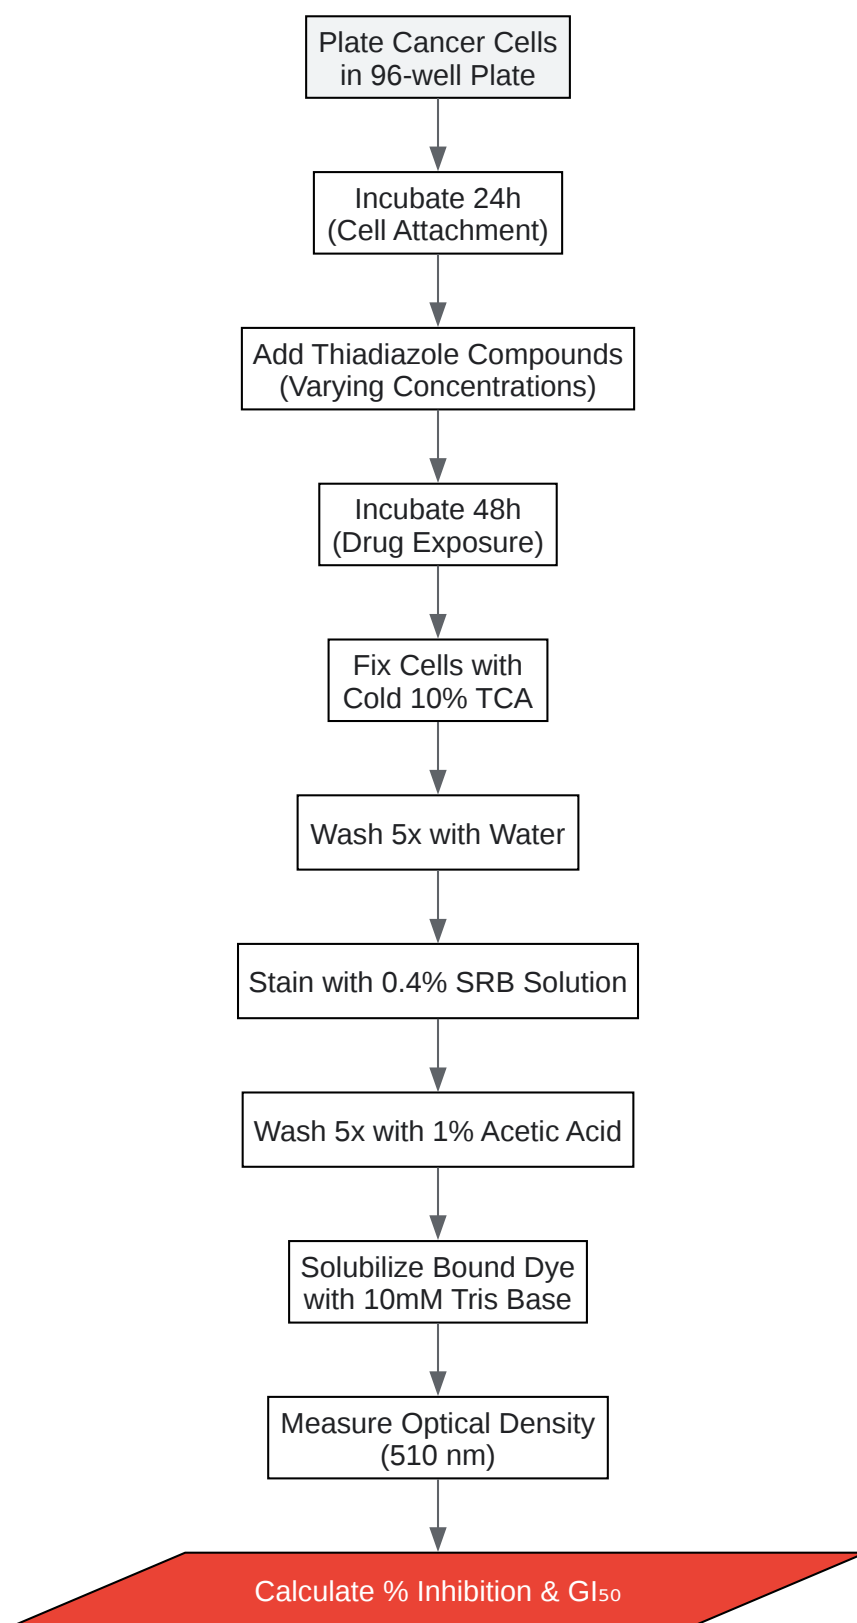 Plate Cancer Cells
in 96-well Plate
Incubate 24h
(Cell Attachment)
Add Thiadiazole Compounds
(Varying Concentrations)
Incubate 48h
(Drug Exposure)
Fix Cells with
Cold 10% TCA
Wash 5x with Water
Stain with 0.4% SRB Solution
Wash 5x with 1% Acetic Acid
Solubilize Bound Dye
with 10mM Tris Base
Measure Optical Density
(510 nm)
Calculate % Inhibition & GI₅₀